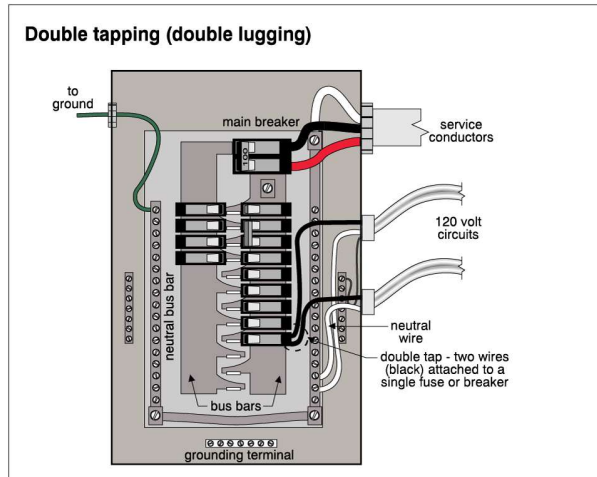 Double tapping (double lugging)
to
ground
main breaker
100
service
conductors
120 volt
circuits
neutral bus bar
neutral
wire
double tap - two wires
(black) attached to a
single fuse or breaker
bus bars
grounding terminal